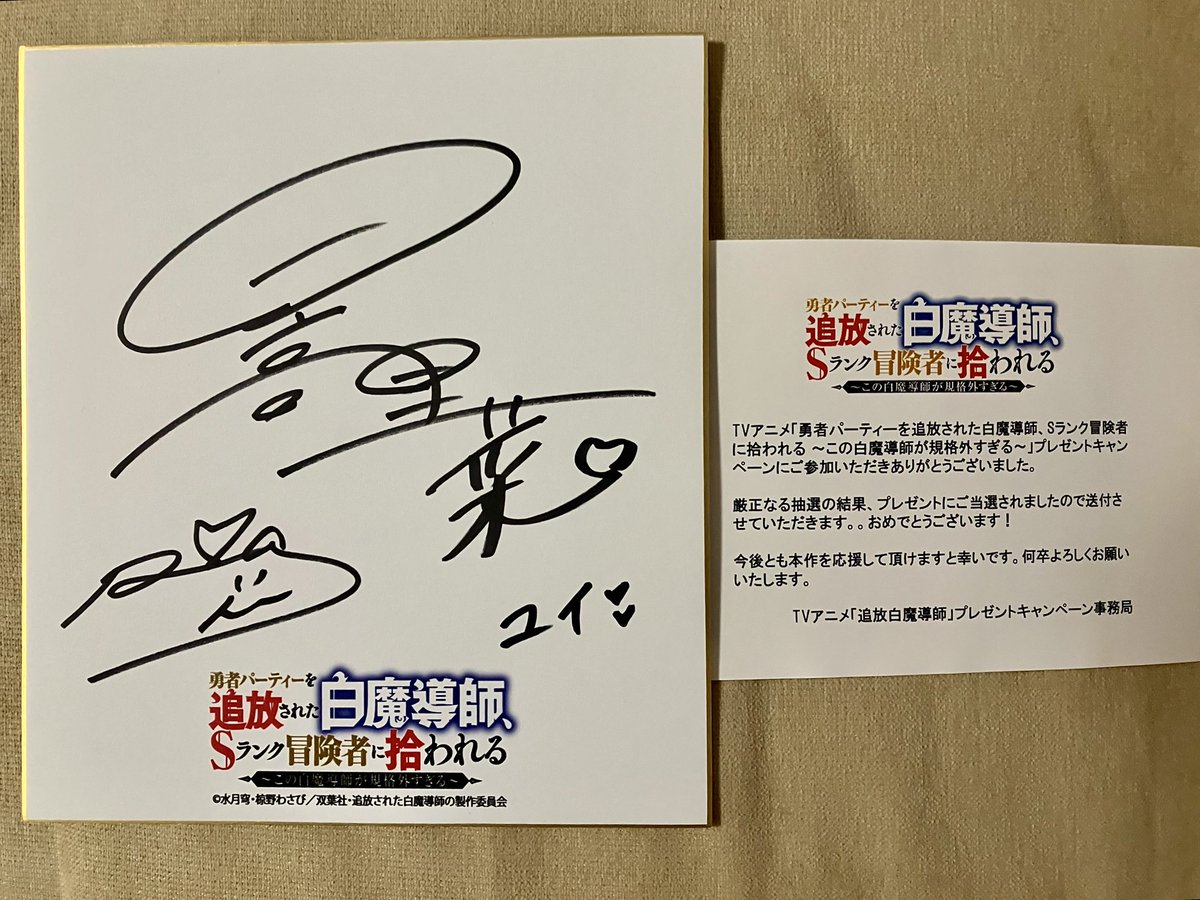 菜
ユイ
勇者パーティーを
追放された白魔導師、
Sランク冒険者に拾われる
～この白魔導師が規格外すぎる～
©水月穹・椋野わさび／双葉社・追放された白魔導師の製作委員会
勇者パーティーを
追放された白魔導師、
Sランク冒険者に拾われる
～この白魔導師が規格外すぎる～
TVアニメ「勇者パーティーを追放された白魔導師、Sランク冒険者
に拾われる ～この白魔導師が規格外すぎる～」プレゼントキャン
ペーンにご参加いただきありがとうございました。
厳正なる抽選の結果、プレゼントにご当選されましたので送付さ
せていただきます。。おめでとうございます！
今後とも本作を応援して頂けますと幸いです。何卒よろしくお願い
いたします。
TVアニメ「追放白魔導師」プレゼントキャンペーン事務局